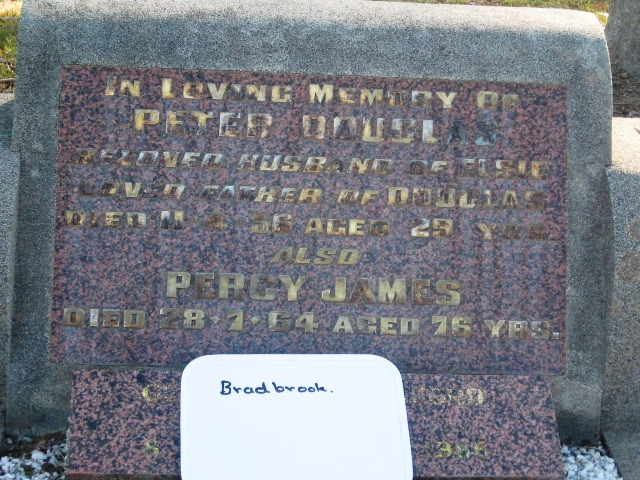 IN LOVING MEMORY OF
PETER DOUGLAS
BELOVED HUSBAND OF ELSIE
LOVED FATHER OF DOUGLAS
DIED 11·4·56 AGED 29 YRS.
ALSO
PERCY JAMES
DIED 28·7·64 AGED 76 YRS.
Bradbrook.